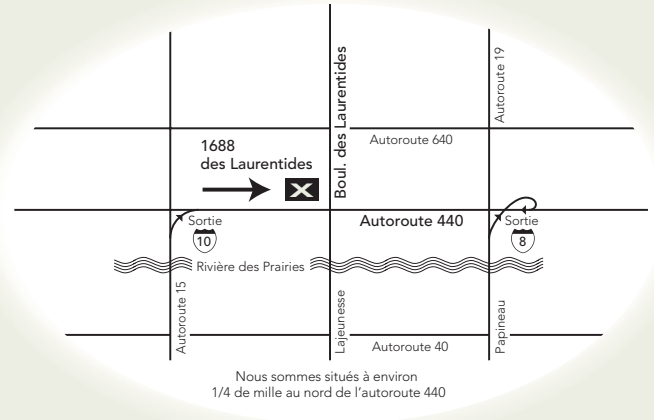 Boul. des Laurentides
Autoroute 19
Autoroute 640
1688
des Laurentides
X
Autoroute 440
Sortie
10
Sortie
8
Rivière des Prairies
Autoroute 15
Lajeunesse
Papineau
Autoroute 40
Nous sommes situés à environ
1/4 de mille au nord de l'autoroute 440